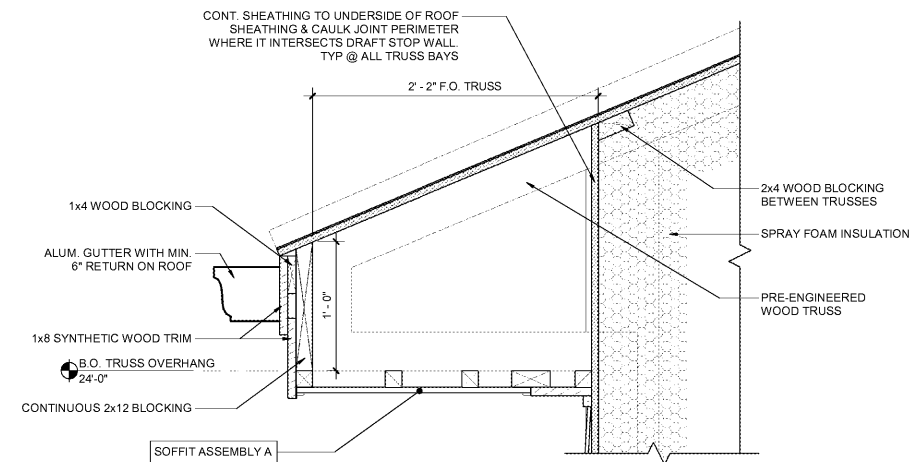 CONT. SHEATHING TO UNDERSIDE OF ROOF
SHEATHING & CAULK JOINT PERIMETER
WHERE IT INTERSECTS DRAFT STOP WALL.
TYP @ ALL TRUSS BAYS
2' - 2" F.O. TRUSS
1x4 WOOD BLOCKING
2x4 WOOD BLOCKING
BETWEEN TRUSSES
SPRAY FOAM INSULATION
ALUM. GUTTER WITH MIN.
6" RETURN ON ROOF
1' - 0"
PRE-ENGINEERED
WOOD TRUSS
1x8 SYNTHETIC WOOD TRIM
B.O. TRUSS OVERHANG
24'-0"
CONTINUOUS 2x12 BLOCKING
SOFFIT ASSEMBLY A